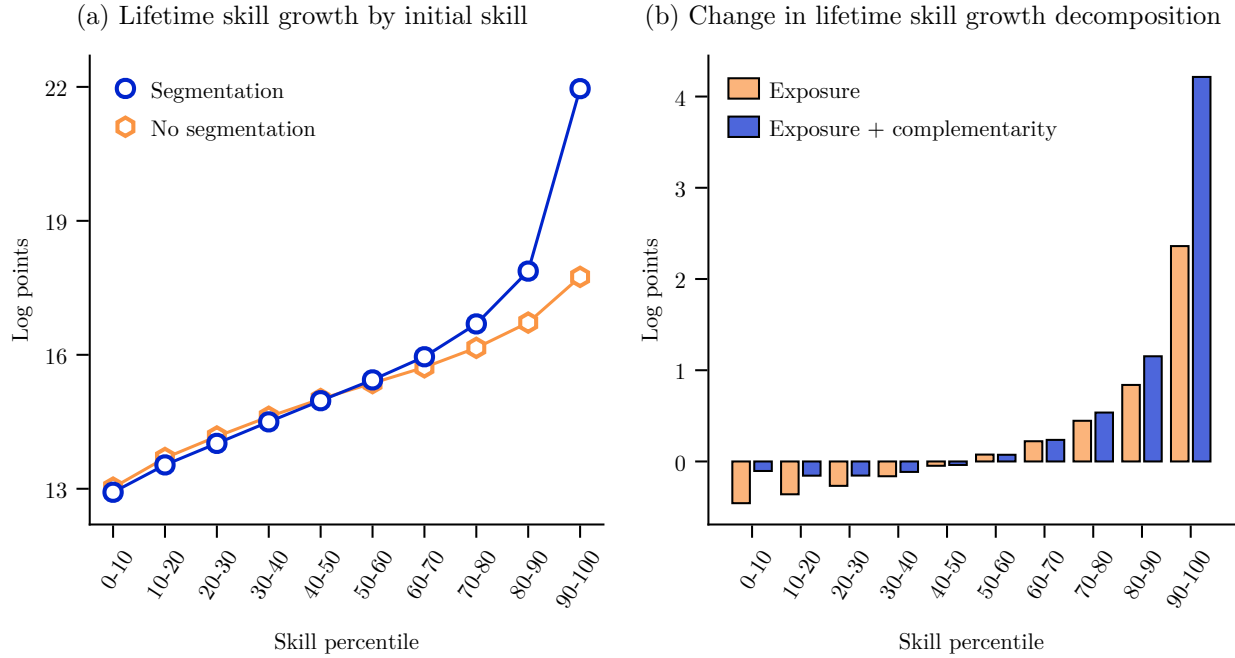 (a) Lifetime skill growth by initial skill
22
19
16
13
Log points
Segmentation
No segmentation
0-10
10-20
20-30
30-40
40-50
50-60
60-70
70-80
80-90
90-100
Skill percentile
(b) Change in lifetime skill growth decomposition
4
3
2
1
0
Log points
Exposure
Exposure + complementarity
0-10
10-20
20-30
30-40
40-50
50-60
60-70
70-80
80-90
90-100
Skill percentile